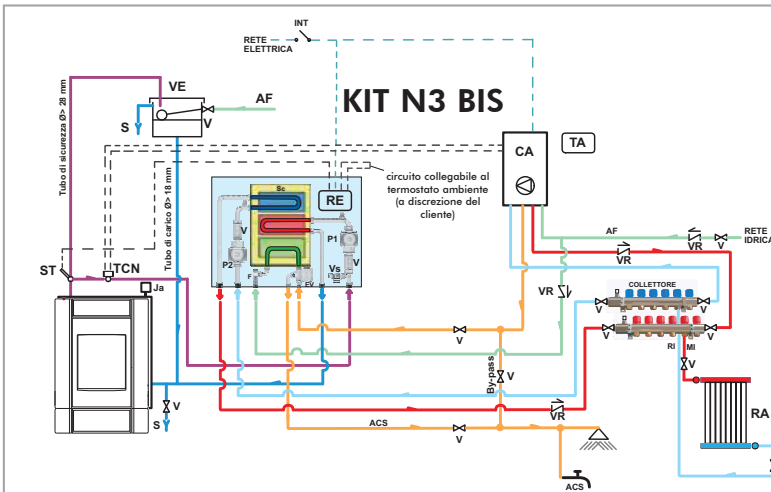 INT
RETE
ELETTRICA
KIT N3 BIS
VE
AF
V
S
Tubo di sicurezza Ø> 28 mm
Tubo di carico Ø> 18 mm
CA
TA
circuito collegabile al
termostato ambiente
(a discrezione del
cliente)
Sc
RE
V
P1
P2
V
Vs
F
EV
ST
TCN
Ja
AF
VR
V
RETE
IDRICA
VR
VR
COLLETTORE
V
V
V
V
RI
MI
V
V
By-pass
V
RA
V
S
VR
ACS
V
ACS